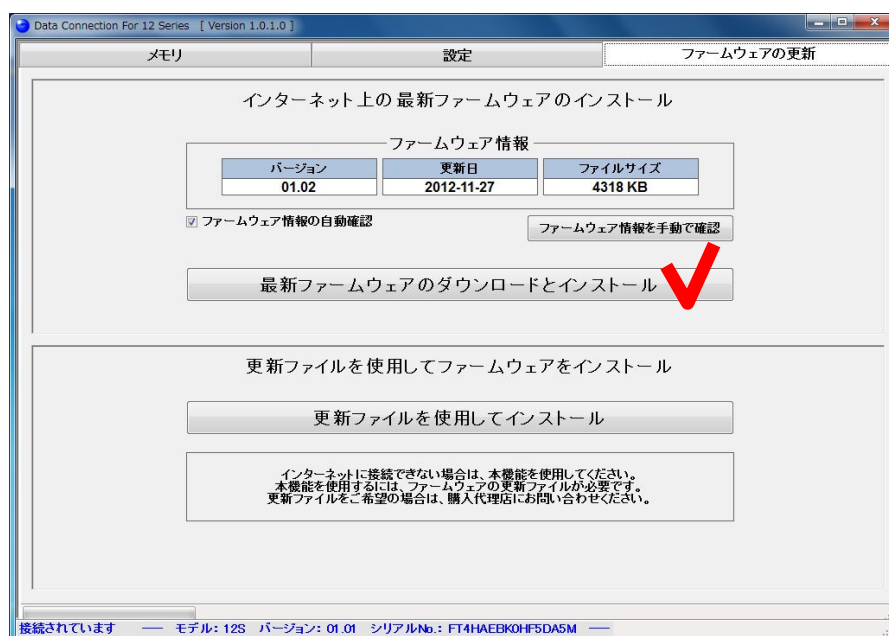 Data Connection For 12 Series [ Version 1.0.1.0 ]
メモリ 設定 ファームウェアの更新
インターネット上の最新ファームウェアのインストール
ファームウェア情報
バージョン 更新日 ファイルサイズ
01.02 2012-11-27 4318 KB
ファームウェア情報の自動確認 ファームウェア情報を手動で確認
最新ファームウェアのダウンロードとインストール
更新ファイルを使用してファームウェアをインストール
更新ファイルを使用してインストール
インターネットに接続できない場合は、本機能を使用してください。
本機能を使用するには、ファームウェアの更新ファイルが必要です。
更新ファイルをご希望の場合は、購入代理店にお問い合わせください。
接続されています — モデル: 12S バージョン: 01.01 シリアルNo.: FT4HAEBK0HF5DA5M —